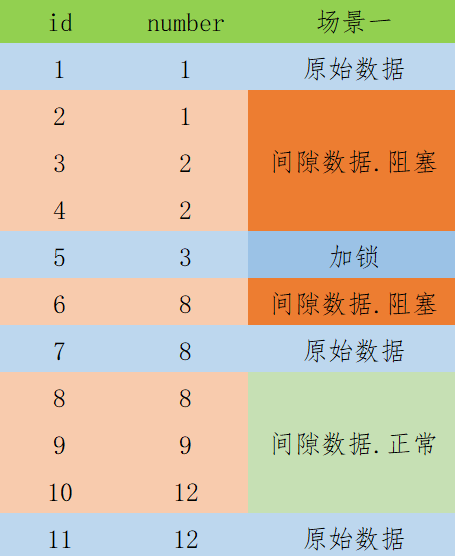 id number 场景一
1 1 原始数据
2 1
3 2 间隙数据.阻塞
4 2
5 3 加锁
6 8 间隙数据.阻塞
7 8 原始数据
8 8
9 9 间隙数据.正常
10 12
11 12 原始数据